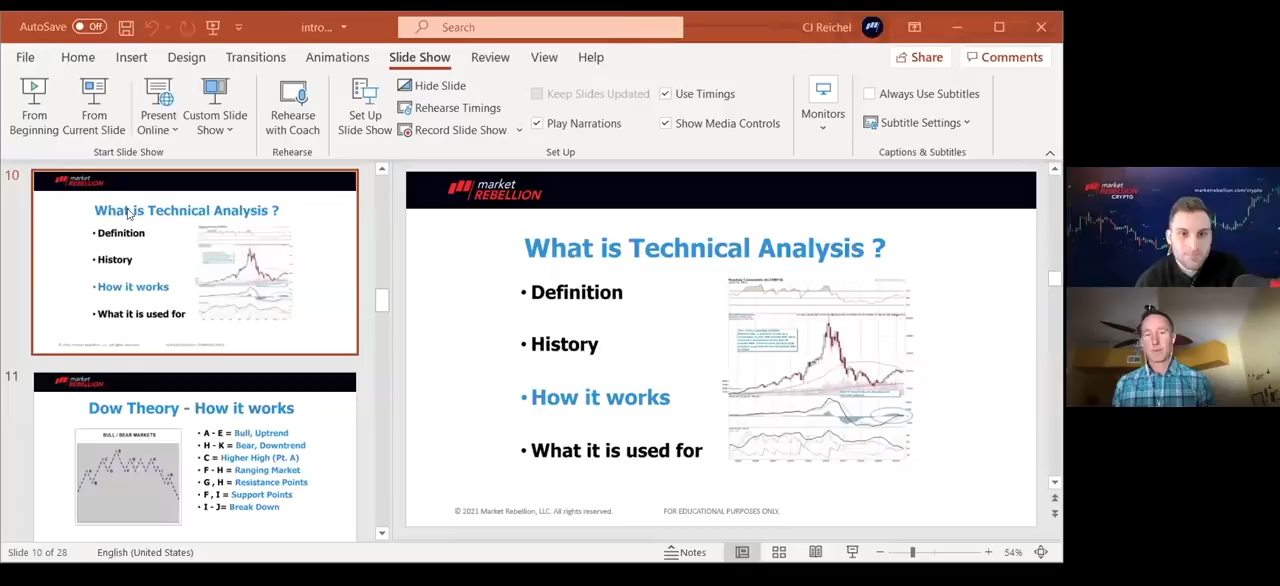 AutoSave Off intro... Search CJ Reichel
File Home Insert Design Transitions Animations Slide Show Review View Help Share Comments
From Beginning
From Current Slide
Present Online
Custom Slide Show
Start Slide Show
Rehearse with Coach
Rehearse
Set Up Slide Show
Hide Slide
Rehearse Timings
Record Slide Show
Keep Slides Updated
Play Narrations
Use Timings
Show Media Controls
Set Up
Monitors
Always Use Subtitles
Subtitle Settings
Captions & Subtitles
10
market
REBELLION
What is Technical Analysis ?
• Definition
• History
• How it works
• What it is used for
11
market
REBELLION
Dow Theory - How it works
BULL / BEAR MARKETS
• A - E = Bull, Uptrend
• H - K = Bear, Downtrend
• C = Higher High (Pt. A)
• F - H = Ranging Market
• G, H = Resistance Points
• F, I = Support Points
• I - J= Break Down
market
REBELLION
What is Technical Analysis ?
• Definition
• History
• How it works
• What it is used for
© 2021 Market Rebellion, LLC. All rights reserved. FOR EDUCATIONAL PURPOSES ONLY.
market
REBELLION
CRYPTO
marketrebellion.com/crypto
Slide 10 of 28 English (United States) Notes 54%